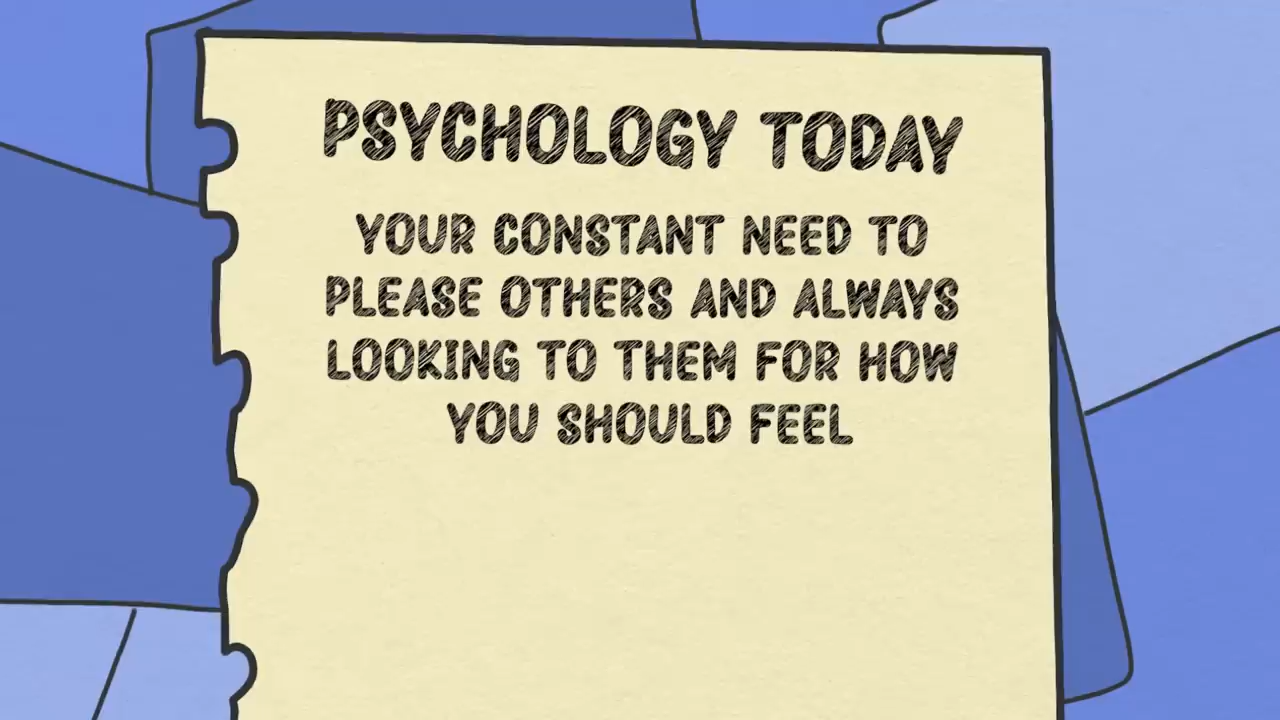 PSYCHOLOGY TODAY
YOUR CONSTANT NEED TO
PLEASE OTHERS AND ALWAYS
LOOKING TO THEM FOR HOW
YOU SHOULD FEEL